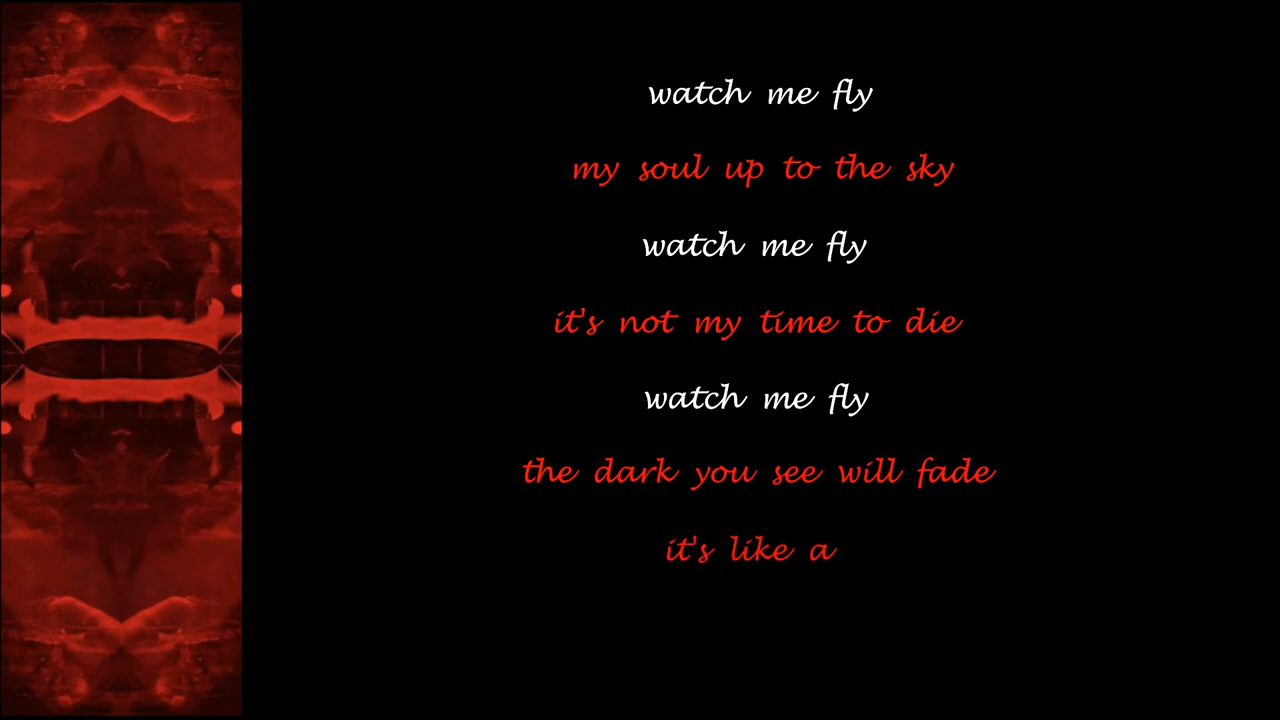 watch me fly
my soul up to the sky
watch me fly
it's not my time to die
watch me fly
the dark you see will fade
it's like a